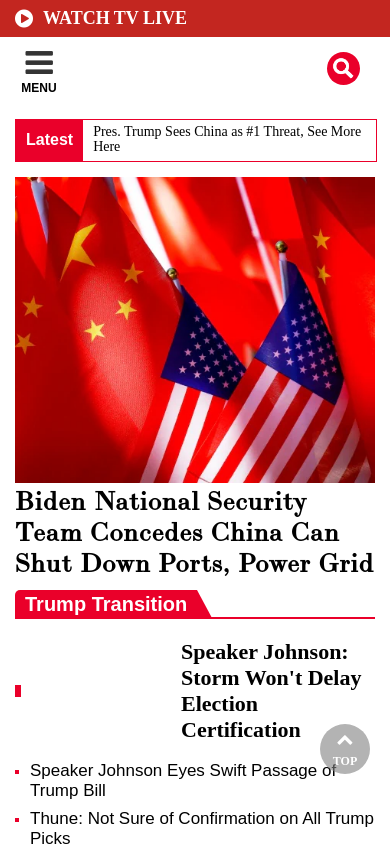 WATCH TV LIVE
MENU
Latest
Pres. Trump Sees China as #1 Threat, See More
Here
Biden National Security
Team Concedes China Can
Shut Down Ports, Power Grid
Trump Transition
Speaker Johnson:
Storm Won't Delay
Election
Certification
TOP
Speaker Johnson Eyes Swift Passage of
Trump Bill
Thune: Not Sure of Confirmation on All Trump
Picks